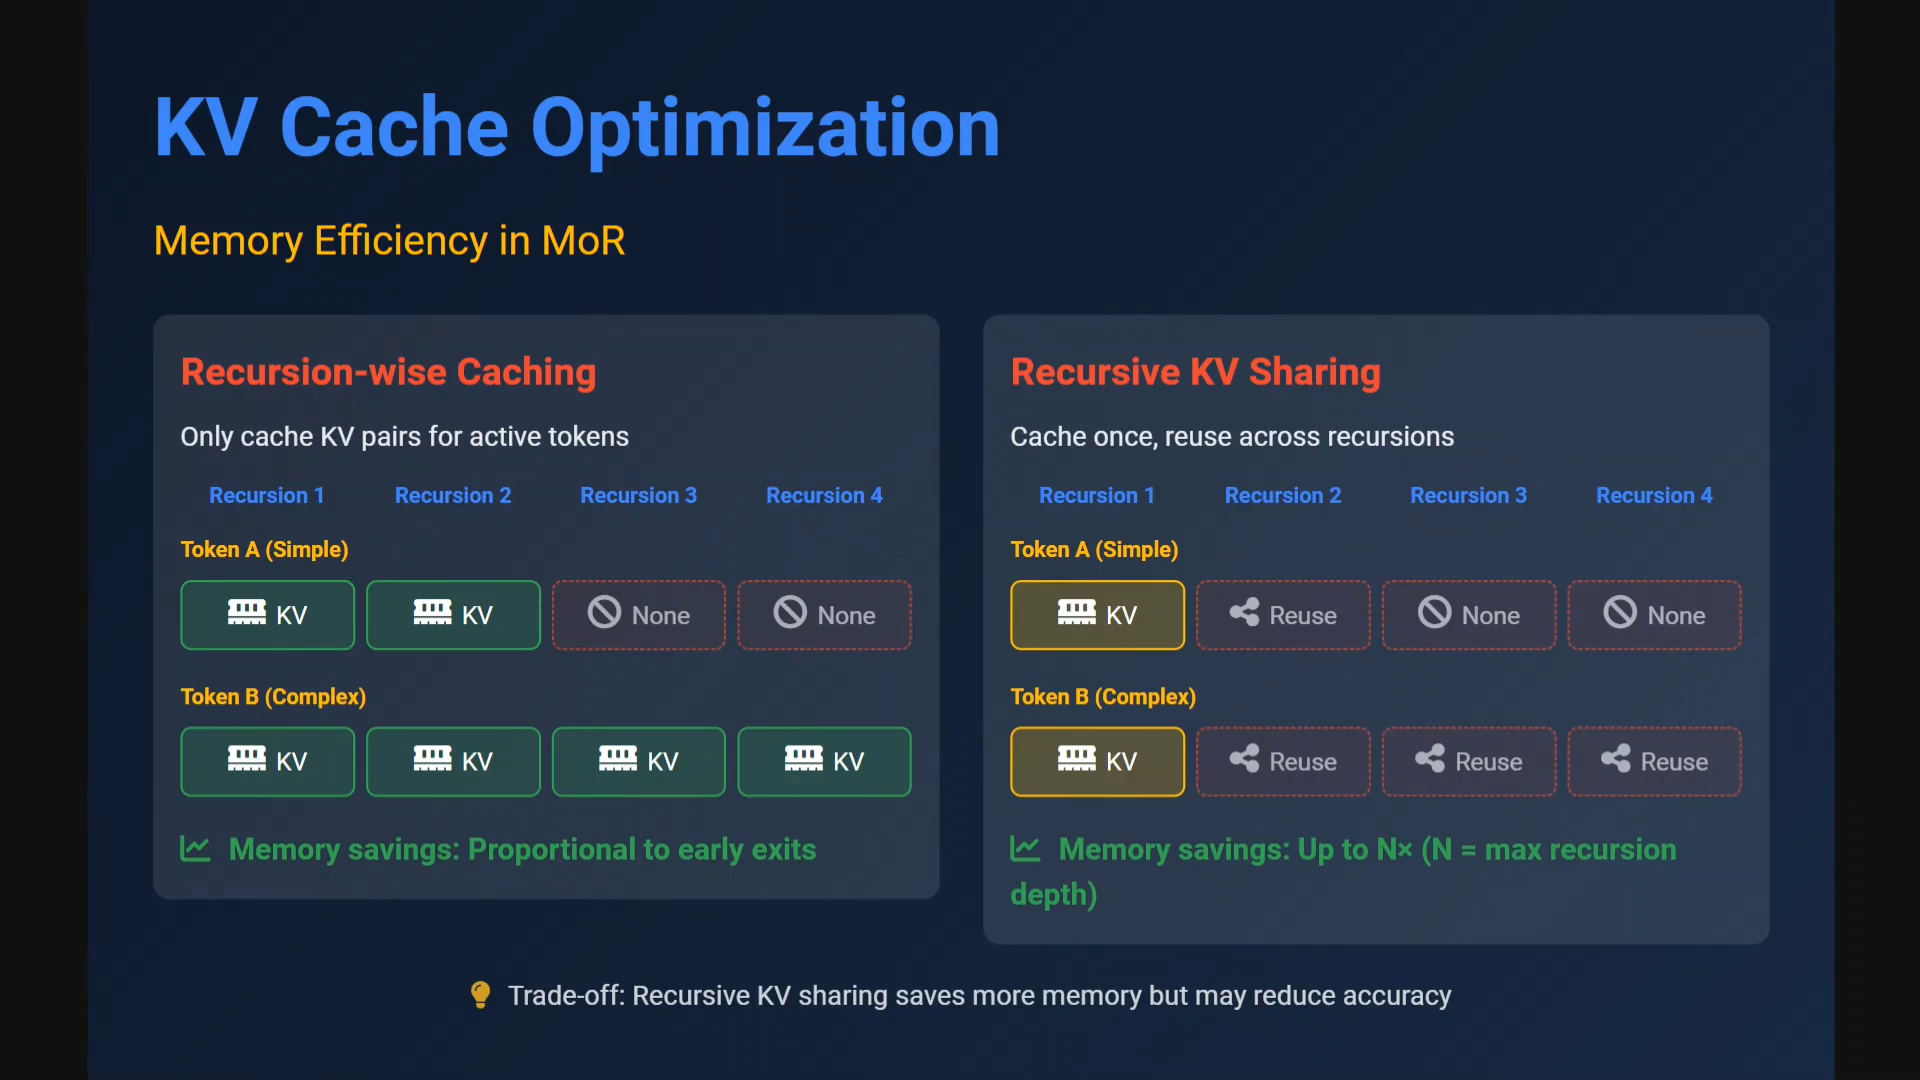 KV Cache Optimization
Memory Efficiency in MoR
Recursion-wise Caching
Only cache KV pairs for active tokens
Recursion 1 Recursion 2 Recursion 3 Recursion 4
Token A (Simple)
KV KV None None
Token B (Complex)
KV KV KV KV
Memory savings: Proportional to early exits
Recursive KV Sharing
Cache once, reuse across recursions
Recursion 1 Recursion 2 Recursion 3 Recursion 4
Token A (Simple)
KV Reuse None None
Token B (Complex)
KV Reuse Reuse Reuse
Memory savings: Up to N× (N = max recursion
depth)
Trade-off: Recursive KV sharing saves more memory but may reduce accuracy